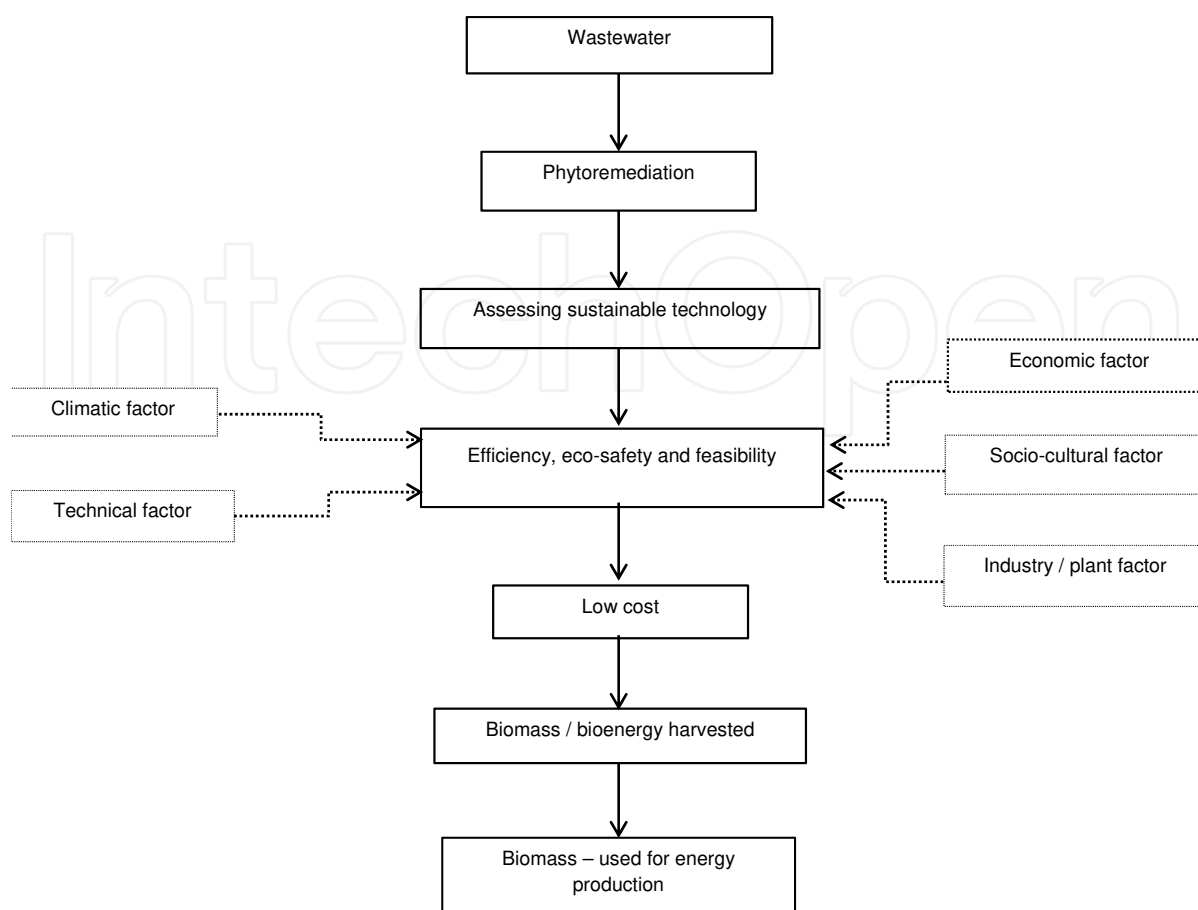 Wastewater
Phytoremediation
IntechOpen
Assessing sustainable technology
Economic factor
Climatic factor
Efficiency, eco-safety and feasibility
Socio-cultural factor
Technical factor
Industry / plant factor
Low cost
Biomass / bioenergy harvested
Biomass – used for energy
production